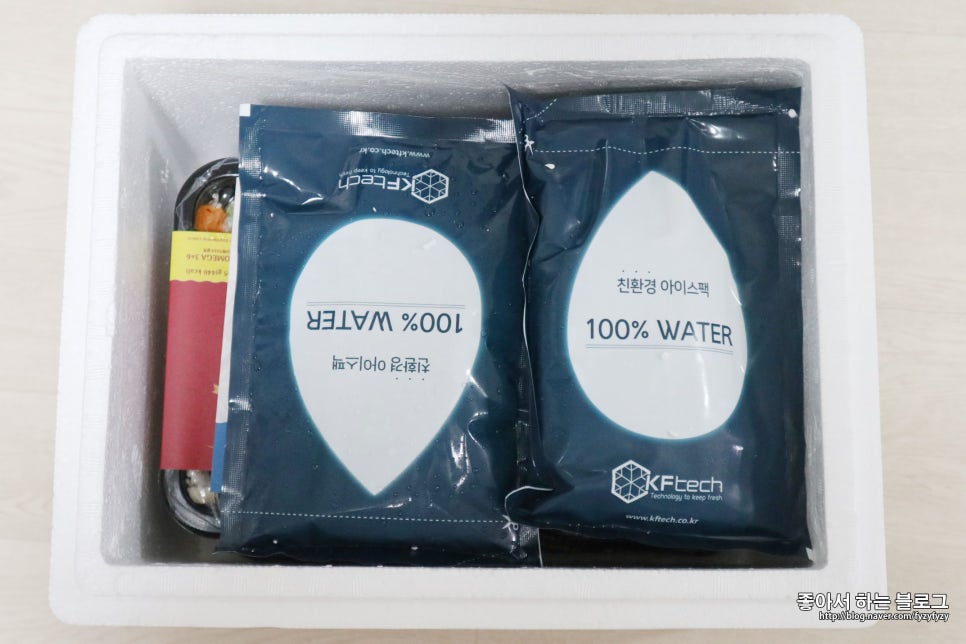 OMEGA 3+6
www.kftech.co.kr
KFtech
Technology to keep fresh
100% WATER
친환경 아이스팩
친환경 아이스팩
100% WATER
KFtech
Technology to keep fresh
www.kftech.co.kr
좋아서 하는 블로그
http://blog.naver.com/fyzyfyzy